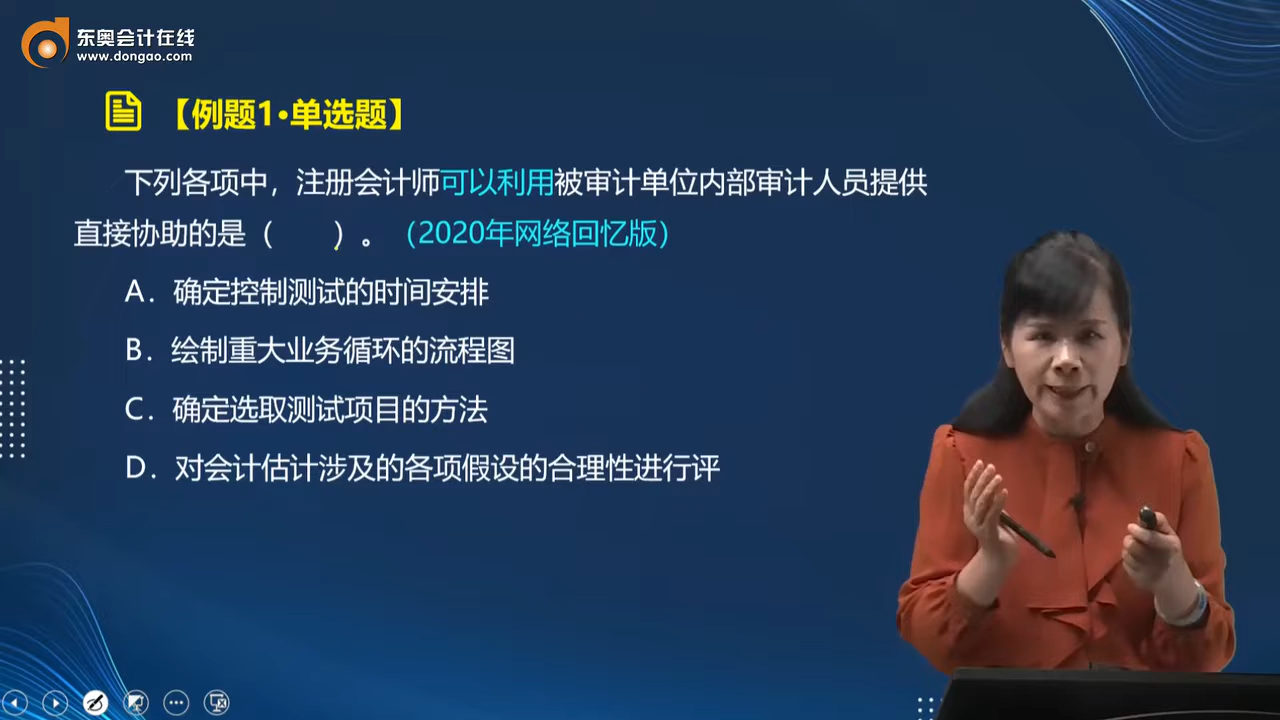 东奥会计在线
www.dongao.com
【例题1·单选题】
下列各项中，注册会计师可以利用被审计单位内部审计人员提供
直接协助的是（　　）。（2020年网络回忆版）
A．确定控制测试的时间安排
B．绘制重大业务循环的流程图
C．确定选取测试项目的方法
D．对会计估计涉及的各项假设的合理性进行评